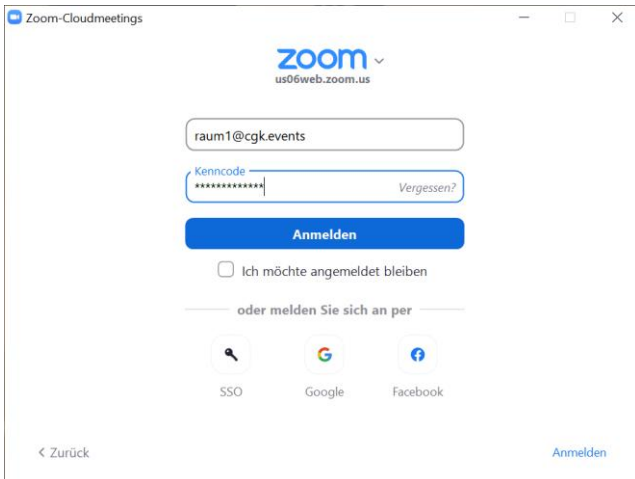 Zoom-Cloudmeetings
zoom
us06web.zoom.us
raum1@cgk.events
Kenncode
*************
Vergessen?
Anmelden
Ich möchte angemeldet bleiben
oder melden Sie sich an per
SSO Google Facebook
Zurück
Anmelden